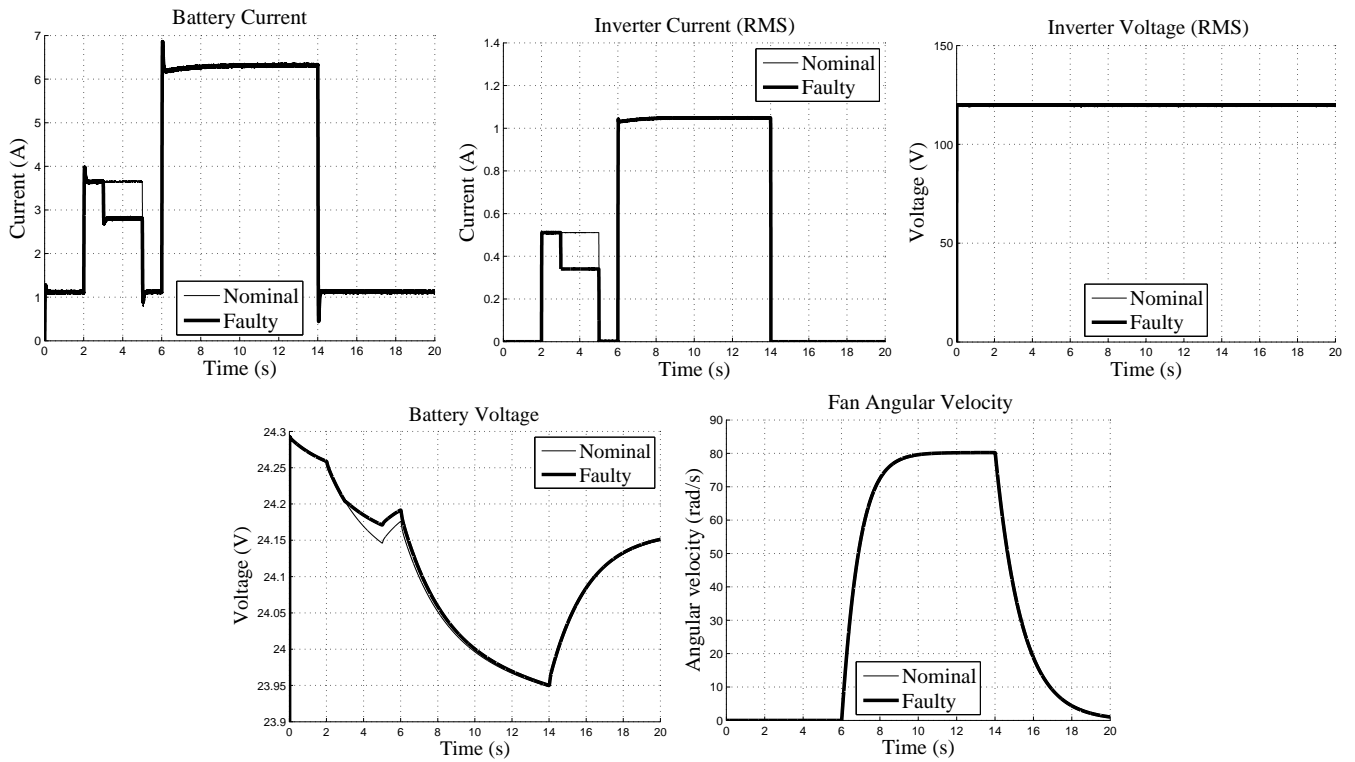 Battery Current
7
6
5
4
3
2
1
0
Current (A)
0 2 4 6 8 10 12 14 16 18 20
Time (s)
Nominal
Faulty
Inverter Current (RMS)
1.4
1.2
1
0.8
0.6
0.4
0.2
0
Current (A)
0 2 4 6 8 10 12 14 16 18 20
Time (s)
Nominal
Faulty
Inverter Voltage (RMS)
150
100
50
0
Voltage (V)
0 2 4 6 8 10 12 14 16 18 20
Time (s)
Nominal
Faulty
Battery Voltage
24.3
24.25
24.2
24.15
24.1
24.05
24
23.95
23.9
Voltage (V)
0 2 4 6 8 10 12 14 16 18 20
Time (s)
Nominal
Faulty
Fan Angular Velocity
90
80
70
60
50
40
30
20
10
0
Angular velocity (rad/s)
0 2 4 6 8 10 12 14 16 18 20
Time (s)
Nominal
Faulty